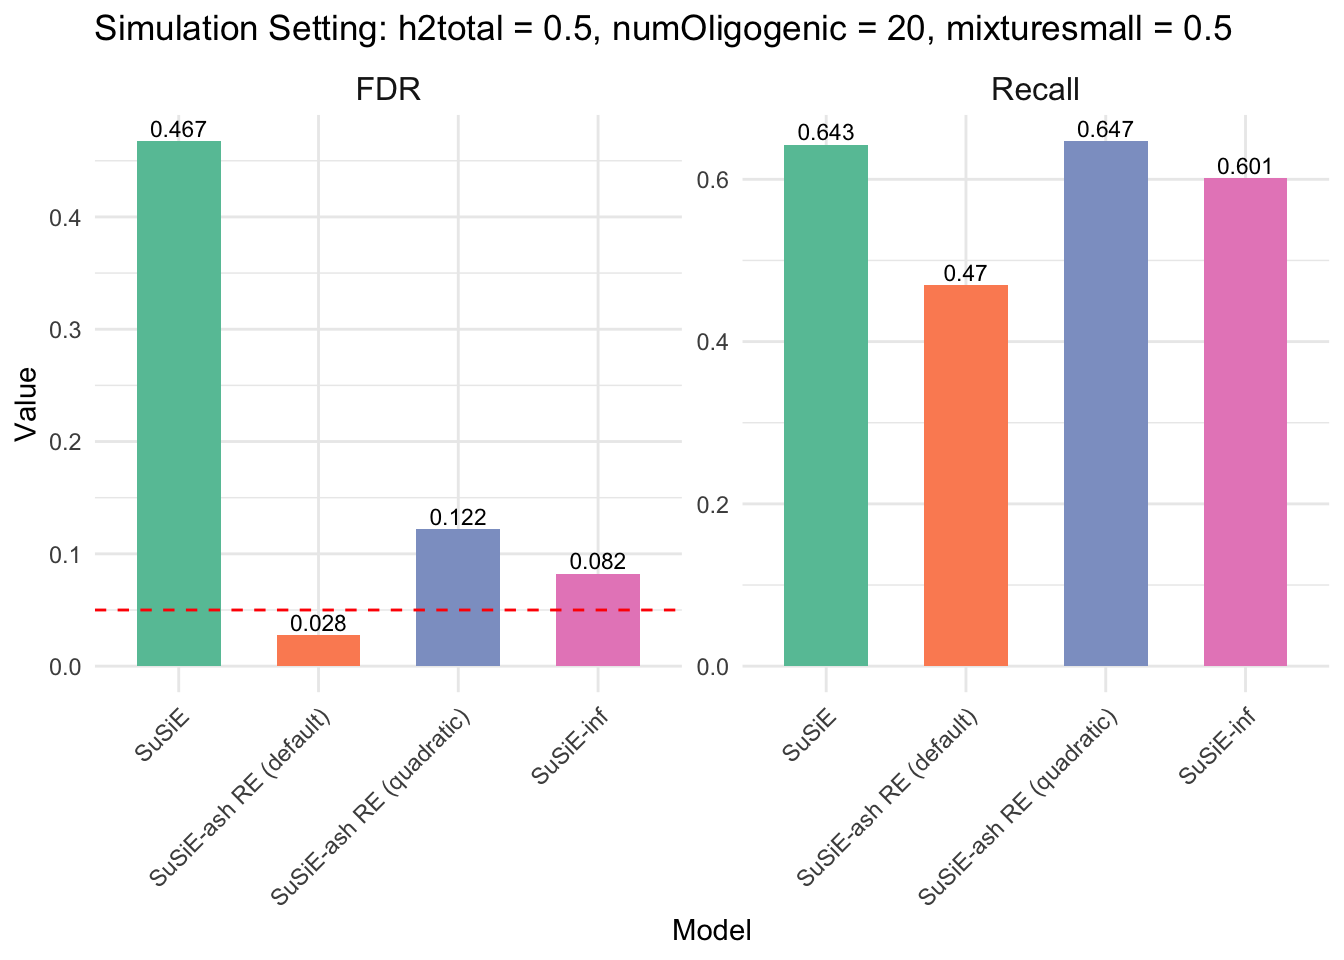 Simulation Setting: h2total = 0.5, numOligogenic = 20, mixturesmall = 0.5
FDR
Recall
Value
0.4
0.3
0.2
0.1
0.0
0.467
0.028
0.122
0.082
0.6
0.4
0.2
0.0
0.643
0.47
0.647
0.601
SuSiE
SuSiE-ash RE (default)
SuSiE-ash RE (quadratic)
SuSiE-inf
SuSiE
SuSiE-ash RE (default)
SuSiE-ash RE (quadratic)
SuSiE-inf
Model